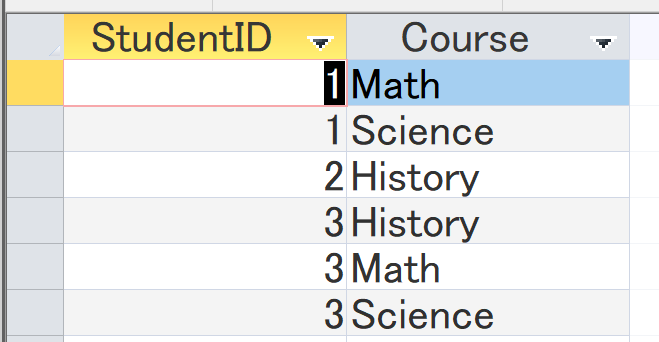 StudentID Course
1 Math
1 Science
2 History
3 History
3 Math
3 Science